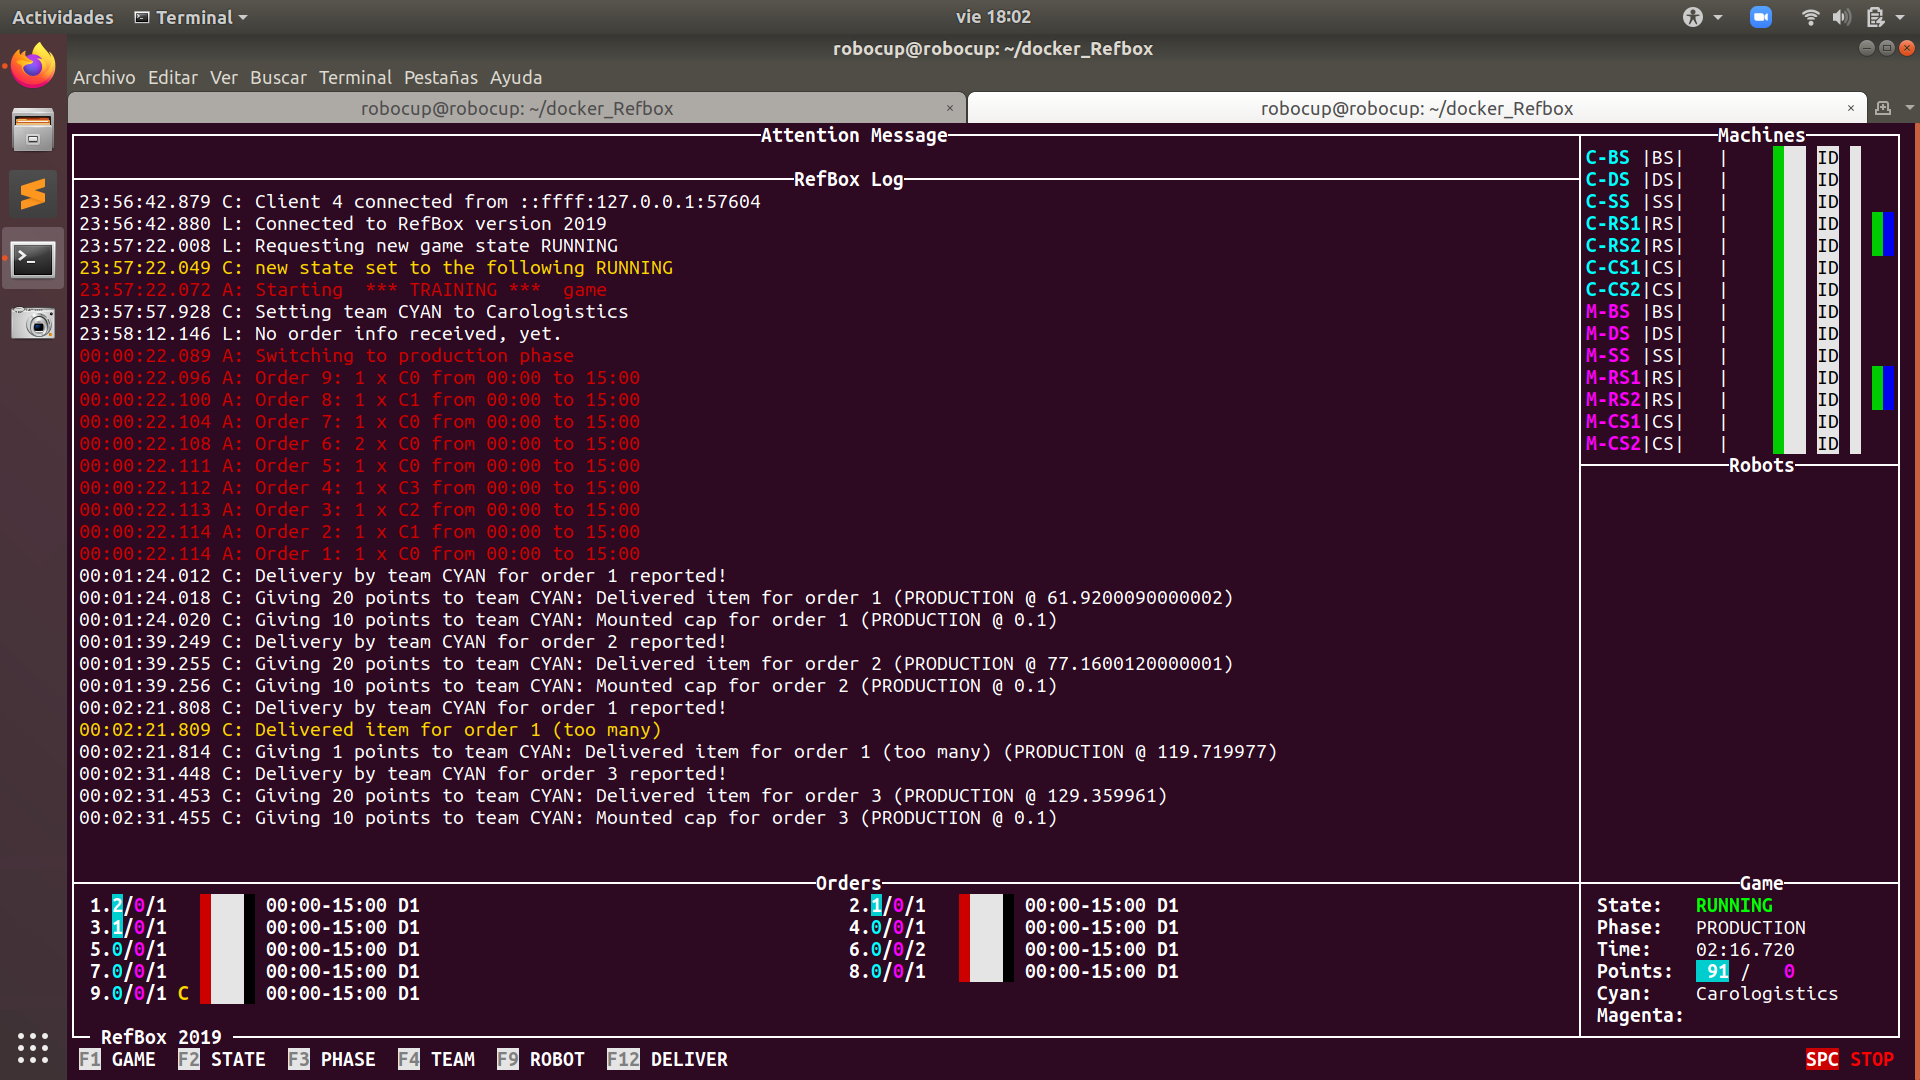 Actividades Terminal vie 18:02
robocup@robocup: ~/docker_Refbox
Archivo Editar Ver Buscar Terminal Pestañas Ayuda
robocup@robocup: ~/docker_Refbox × robocup@robocup: ~/docker_Refbox ×
Attention Message
RefBox Log
23:56:42.879 C: Client 4 connected from ::ffff:127.0.0.1:57604
23:56:42.880 L: Connected to RefBox version 2019
23:57:22.008 L: Requesting new game state RUNNING
23:57:22.049 C: new state set to the following RUNNING
23:57:22.072 A: Starting  *** TRAINING ***  game
23:57:57.928 C: Setting team CYAN to Carologistics
23:58:12.146 L: No order info received, yet.
00:00:22.089 A: Switching to production phase
00:00:22.096 A: Order 9: 1 x C0 from 00:00 to 15:00
00:00:22.100 A: Order 8: 1 x C1 from 00:00 to 15:00
00:00:22.104 A: Order 7: 1 x C0 from 00:00 to 15:00
00:00:22.108 A: Order 6: 2 x C0 from 00:00 to 15:00
00:00:22.111 A: Order 5: 1 x C0 from 00:00 to 15:00
00:00:22.112 A: Order 4: 1 x C3 from 00:00 to 15:00
00:00:22.113 A: Order 3: 1 x C2 from 00:00 to 15:00
00:00:22.114 A: Order 2: 1 x C1 from 00:00 to 15:00
00:00:22.114 A: Order 1: 1 x C0 from 00:00 to 15:00
00:01:24.012 C: Delivery by team CYAN for order 1 reported!
00:01:24.018 C: Giving 20 points to team CYAN: Delivered item for order 1 (PRODUCTION @ 61.9200090000002)
00:01:24.020 C: Giving 10 points to team CYAN: Mounted cap for order 1 (PRODUCTION @ 0.1)
00:01:39.249 C: Delivery by team CYAN for order 2 reported!
00:01:39.255 C: Giving 20 points to team CYAN: Delivered item for order 2 (PRODUCTION @ 77.1600120000001)
00:01:39.256 C: Giving 10 points to team CYAN: Mounted cap for order 2 (PRODUCTION @ 0.1)
00:02:21.808 C: Delivery by team CYAN for order 1 reported!
00:02:21.809 C: Delivered item for order 1 (too many)
00:02:21.814 C: Giving 1 points to team CYAN: Delivered item for order 1 (too many) (PRODUCTION @ 119.719977)
00:02:31.448 C: Delivery by team CYAN for order 3 reported!
00:02:31.453 C: Giving 20 points to team CYAN: Delivered item for order 3 (PRODUCTION @ 129.359961)
00:02:31.455 C: Giving 10 points to team CYAN: Mounted cap for order 3 (PRODUCTION @ 0.1)
Machines
C-BS |BS| | ID
C-DS |DS| | ID
C-SS |SS| | ID
C-RS1|RS| | ID
C-RS2|RS| | ID
C-CS1|CS| | ID
C-CS2|CS| | ID
M-BS |BS| | ID
M-DS |DS| | ID
M-SS |SS| | ID
M-RS1|RS| | ID
M-RS2|RS| | ID
M-CS1|CS| | ID
M-CS2|CS| | ID
Robots
Orders
1.2/0/1 00:00-15:00 D1 2.1/0/1 00:00-15:00 D1
3.1/0/1 00:00-15:00 D1 4.0/0/1 00:00-15:00 D1
5.0/0/1 00:00-15:00 D1 6.0/0/2 00:00-15:00 D1
7.0/0/1 00:00-15:00 D1 8.0/0/1 00:00-15:00 D1
9.0/0/1 C 00:00-15:00 D1
Game
State: RUNNING
Phase: PRODUCTION
Time: 02:16.720
Points: 91 / 0
Cyan: Carologistics
Magenta:
RefBox 2019
F1 GAME F2 STATE F3 PHASE F4 TEAM F9 ROBOT F12 DELIVER SPC STOP